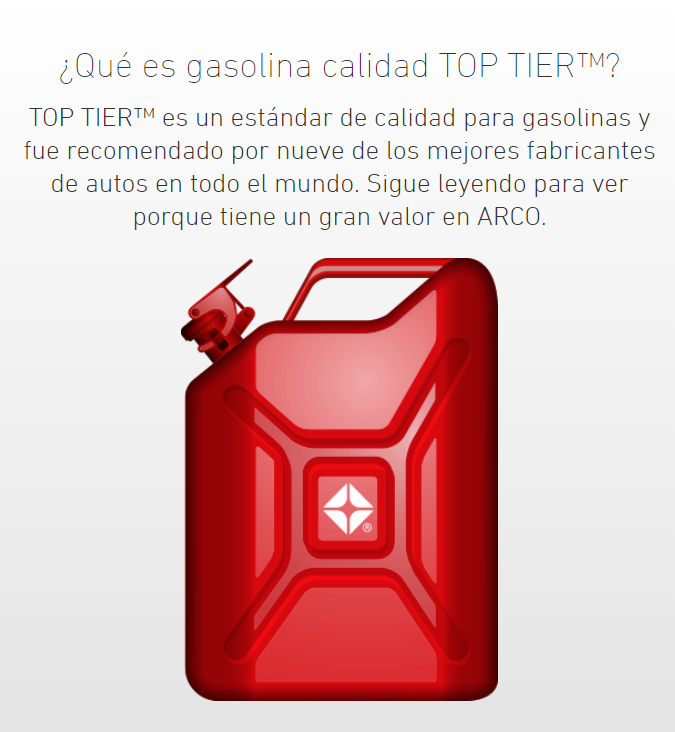 ¿Qué es gasolina calidad TOP TIER™?
TOP TIER™ es un estándar de calidad para gasolinas y
fue recomendado por nueve de los mejores fabricantes
de autos en todo el mundo. Sigue leyendo para ver
porque tiene un gran valor en ARCO.
®